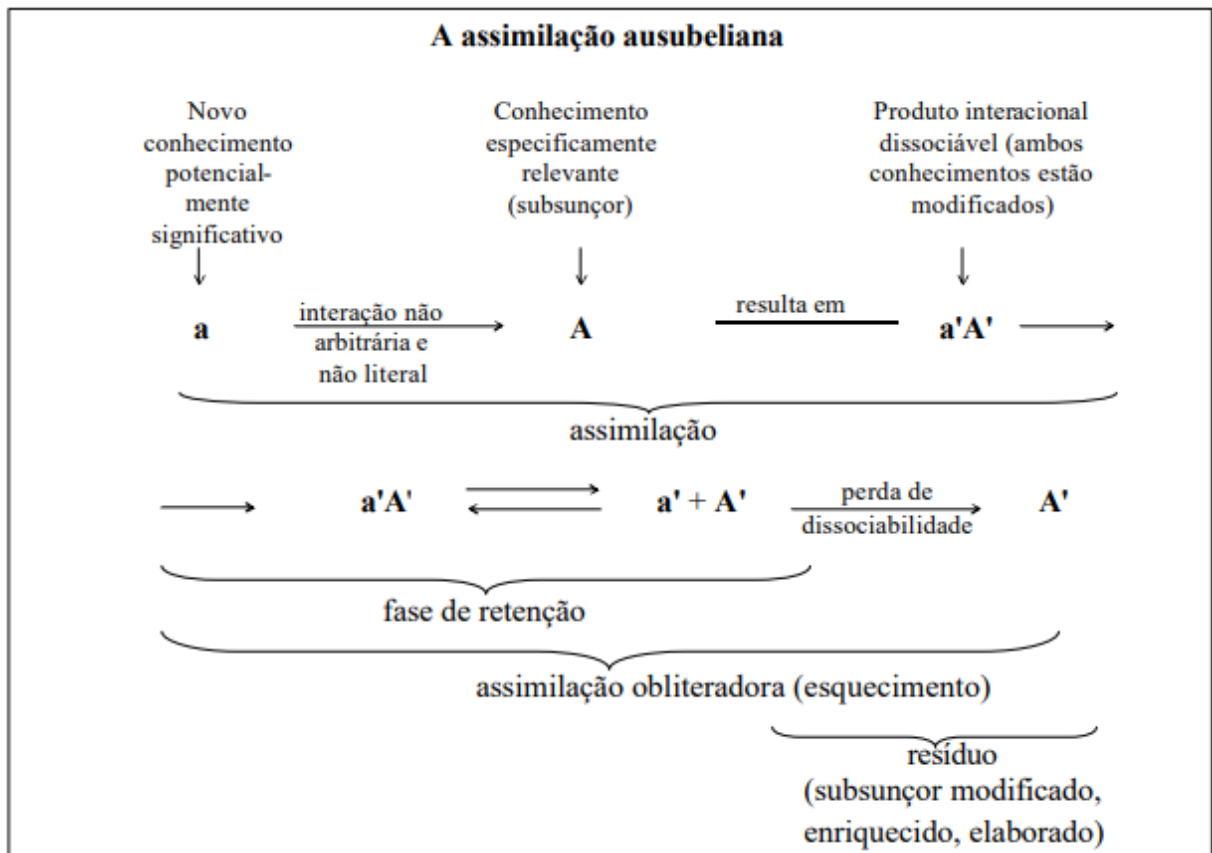 A assimilação ausubeliana
Novo
conhecimento
potencial-
mente
significativo
Conhecimento
especificamente
relevante
(subsunçor)
Produto interacional
dissociável (ambos
conhecimentos estão
modificados)
a
interação não
arbitrária e
não literal
A
resulta em
a'A'
assimilação
a'A'
a' + A'
perda de
dissociabilidade
A'
fase de retenção
assimilação obliteradora (esquecimento)
resíduo
(subsunçor modificado,
enriquecido, elaborado)